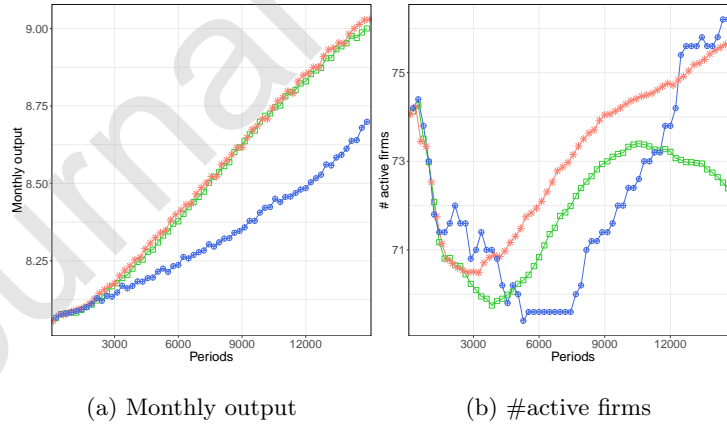 Monthly output
9.00
8.75
8.50
8.25
3000
6000
9000
12000
Periods
(a) Monthly output
# active firms
75
73
71
3000
6000
9000
12000
Periods
(b) #active firms